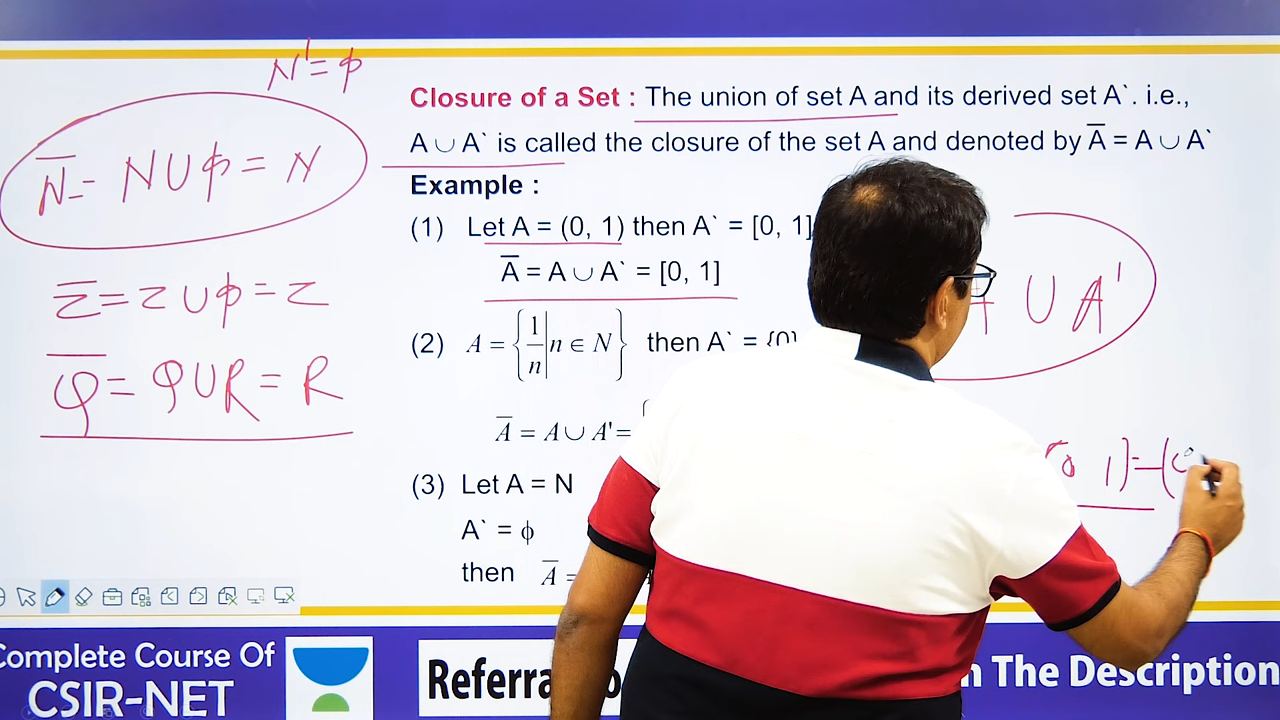 N' = ϕ
N̅ = N ∪ ϕ = N
Z̅ = Z ∪ ϕ = Z
Q̅ = Q ∪ R = R
Closure of a Set : The union of set A and its derived set A`. i.e.,
A ∪ A` is called the closure of the set A and denoted by A̅ = A ∪ A`
Example :
(1) Let A = (0, 1) then A` = [0, 1]
A̅ = A ∪ A` = [0, 1]
∪ A'
(2) A = {1/n | n ∈ N} then A` = {0}
A̅ = A ∪ A' =
(3) Let A = N
A` = ϕ
then A̅ =
Complete Course Of
CSIR-NET
n The Description